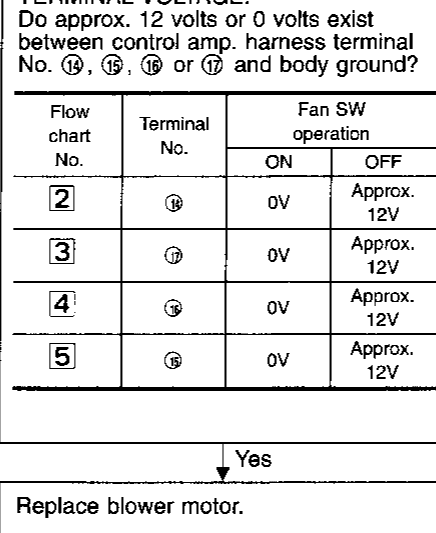 TERMINAL VOLTAGE:
Do approx. 12 volts or 0 volts exist
between control amp. harness terminal
No. ⑭, ⑮, ⑯ or ⑰ and body ground?
Flow chart No. Terminal No. Fan SW operation
ON OFF
2 ⑭ 0V Approx. 12V
3 ⑰ 0V Approx. 12V
4 ⑯ 0V Approx. 12V
5 ⑮ 0V Approx. 12V
Yes
Replace blower motor.